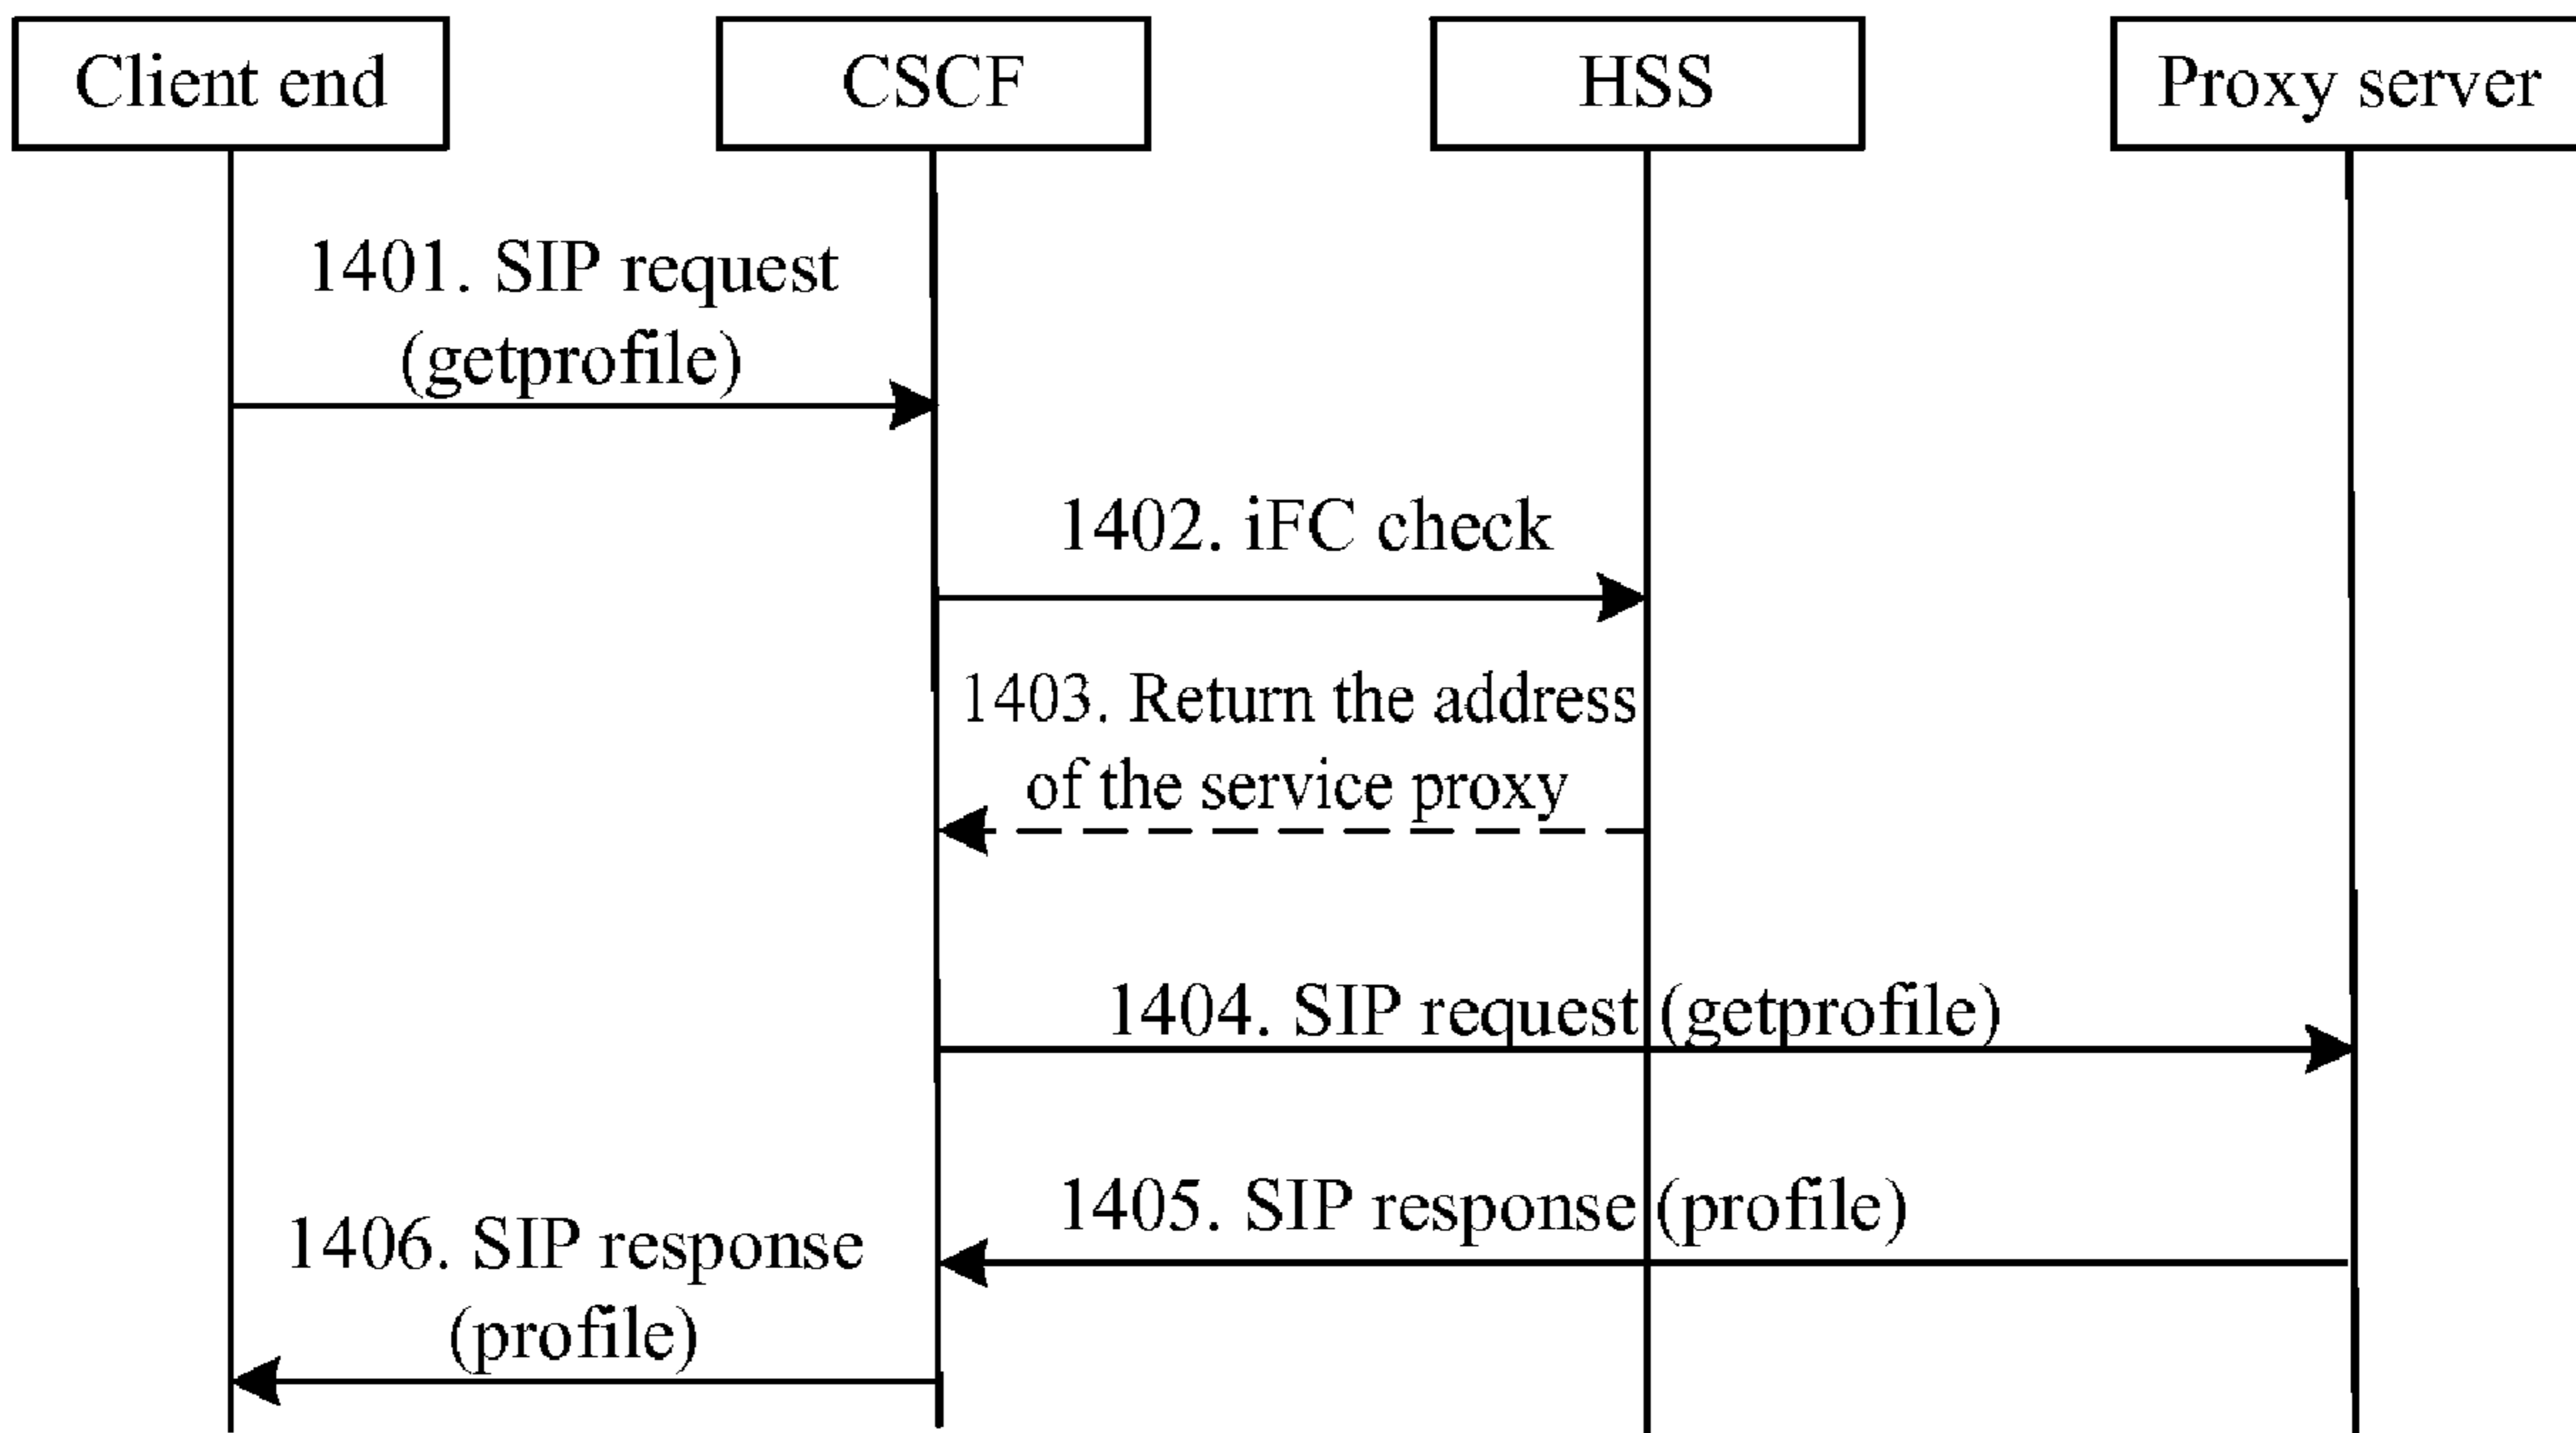 Client end
CSCF
HSS
Proxy server
1401. SIP request
(getprofile)
1402. iFC check
1403. Return the address
of the service proxy
1404. SIP request (getprofile)
1405. SIP response (profile)
1406. SIP response
(profile)